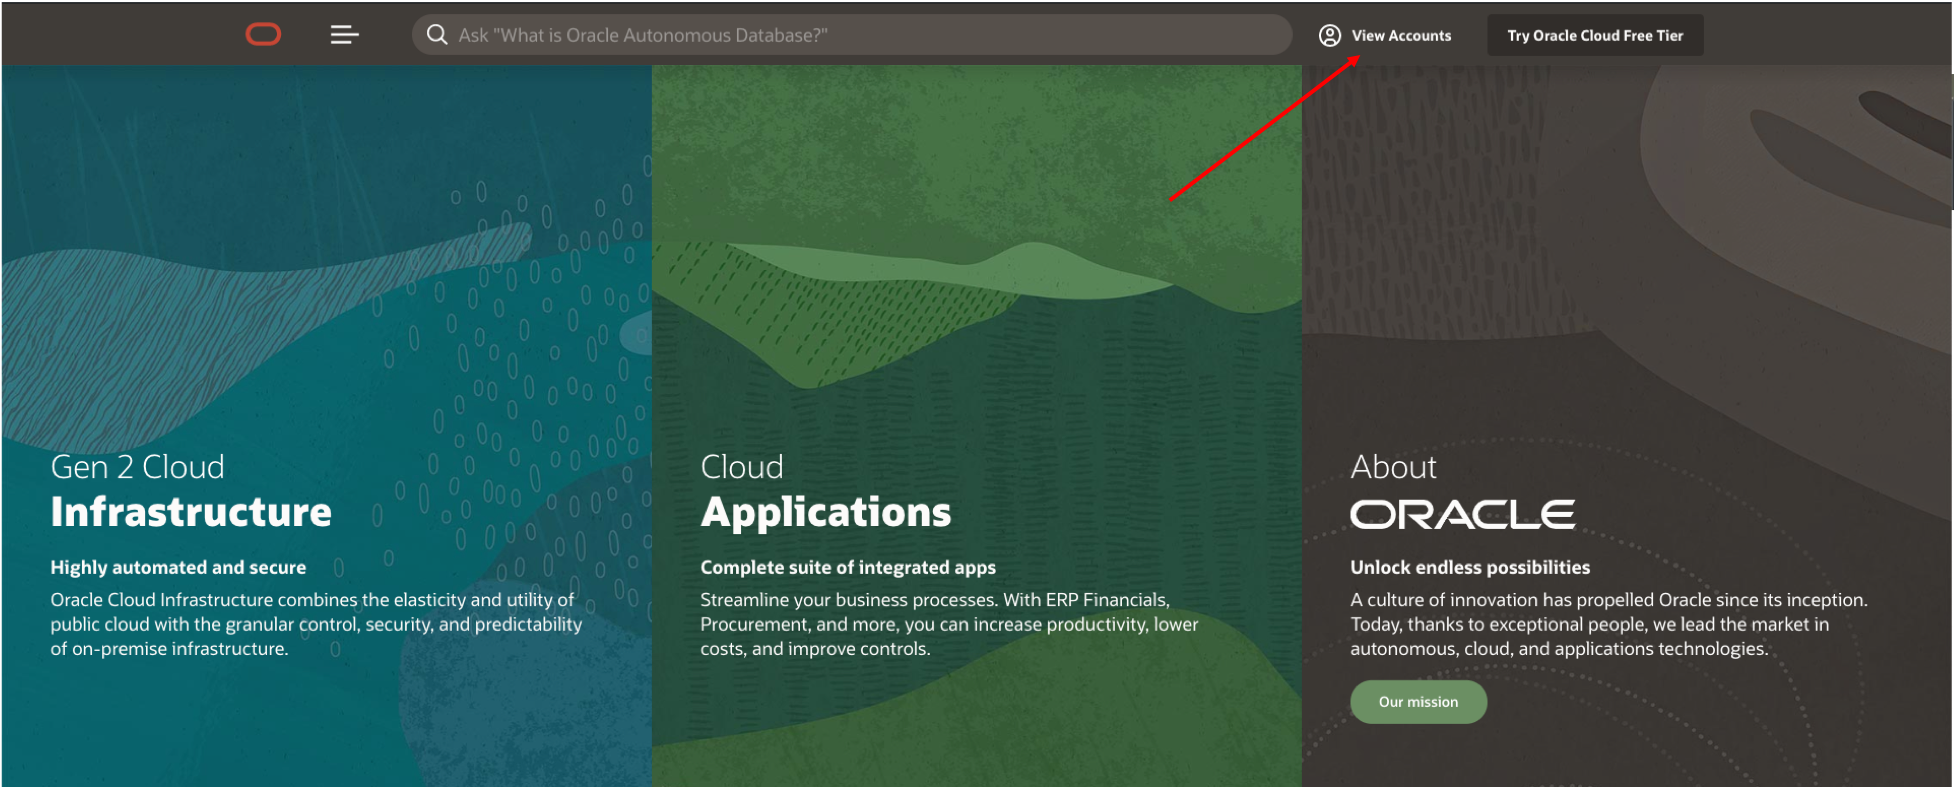 Ask "What is Oracle Autonomous Database?"
View Accounts
Try Oracle Cloud Free Tier
Gen 2 Cloud
Infrastructure
Highly automated and secure
Oracle Cloud Infrastructure combines the elasticity and utility of
public cloud with the granular control, security, and predictability
of on-premise infrastructure.
Cloud
Applications
Complete suite of integrated apps
Streamline your business processes. With ERP Financials,
Procurement, and more, you can increase productivity, lower
costs, and improve controls.
About
ORACLE
Unlock endless possibilities
A culture of innovation has propelled Oracle since its inception.
Today, thanks to exceptional people, we lead the market in
autonomous, cloud, and applications technologies.
Our mission